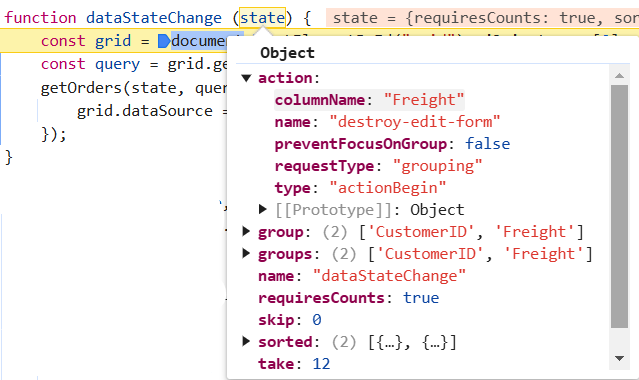 function dataStateChange (state) { state = {requiresCounts: true, sor
const grid = document
const query = grid.ge
getOrders(state, que
grid.dataSource =
});
}
Object
action:
columnName: "Freight"
name: "destroy-edit-form"
preventFocusOnGroup: false
requestType: "grouping"
type: "actionBegin"
[[Prototype]]: Object
group: (2) ['CustomerID', 'Freight']
groups: (2) ['CustomerID', 'Freight']
name: "dataStateChange"
requiresCounts: true
skip: 0
sorted: (2) [{…}, {…}]
take: 12